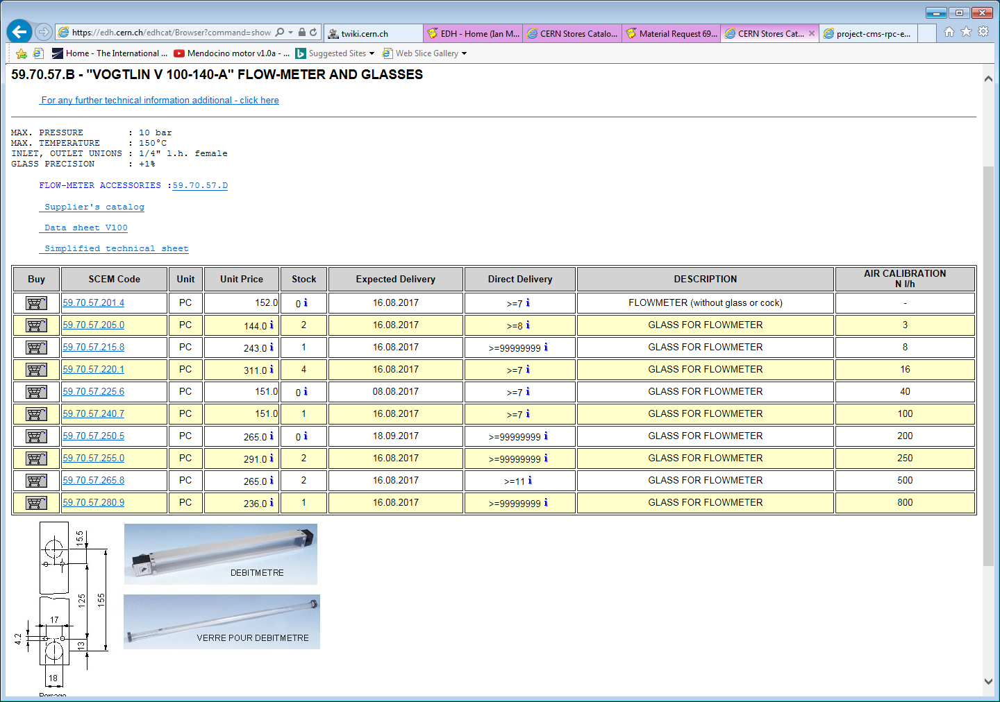 https://edh.cern.ch/edhcat/Browser?command=show
twiki.cern.ch
EDH - Home (Ian M...
CERN Stores Catalo...
Material Request 69...
CERN Stores Cat...
project-cms-rpc-e...
Home - The International ...
Mendocino motor v1.0a - ...
Suggested Sites
Web Slice Gallery
59.70.57.B - "VOGTLIN V 100-140-A" FLOW-METER AND GLASSES
For any further technical information additional - click here
MAX. PRESSURE : 10 bar
MAX. TEMPERATURE : 150°C
INLET, OUTLET UNIONS : 1/4" l.h. female
GLASS PRECISION : +1%
FLOW-METER ACCESSORIES :59.70.57.D
Supplier's catalog
Data sheet V100
Simplified technical sheet
Buy SCEM Code Unit Unit Price Stock Expected Delivery Direct Delivery DESCRIPTION AIR CALIBRATION
N l/h
59.70.57.201.4 PC 152.0 0 i 16.08.2017 >=7 i FLOWMETER (without glass or cock) -
59.70.57.205.0 PC 144.0 i 2 16.08.2017 >=8 i GLASS FOR FLOWMETER 3
59.70.57.215.8 PC 243.0 i 1 16.08.2017 >=99999999 i GLASS FOR FLOWMETER 8
59.70.57.220.1 PC 311.0 i 4 16.08.2017 >=7 i GLASS FOR FLOWMETER 16
59.70.57.225.6 PC 151.0 0 i 08.08.2017 >=7 i GLASS FOR FLOWMETER 40
59.70.57.240.7 PC 151.0 1 16.08.2017 >=7 i GLASS FOR FLOWMETER 100
59.70.57.250.5 PC 265.0 i 0 i 18.09.2017 >=99999999 i GLASS FOR FLOWMETER 200
59.70.57.255.0 PC 291.0 i 2 16.08.2017 >=99999999 i GLASS FOR FLOWMETER 250
59.70.57.265.8 PC 265.0 i 2 16.08.2017 >=11 i GLASS FOR FLOWMETER 500
59.70.57.280.9 PC 236.0 i 1 16.08.2017 >=99999999 i GLASS FOR FLOWMETER 800
15.5
125
155
17
4.2
13
18
Perçage
DEBITMETRE
VERRE POUR DEBITMETRE